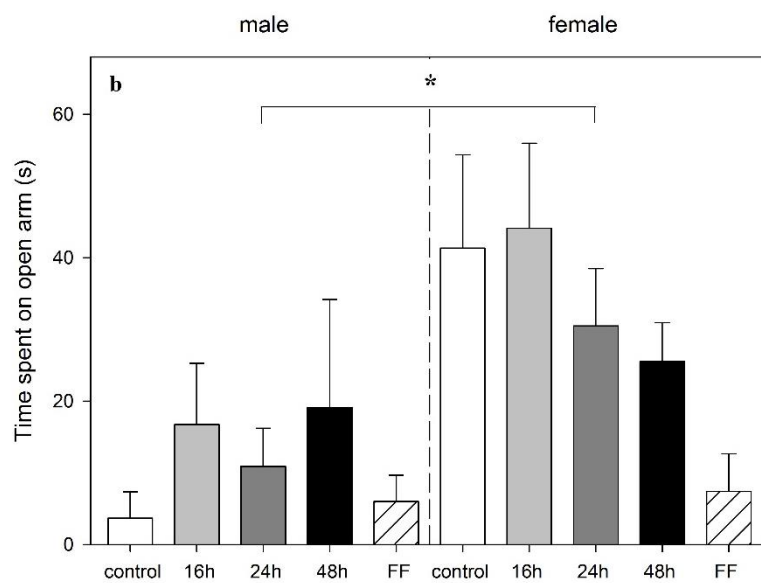 male female
b
*
60
40
20
0
Time spent on open arm (s)
control 16h 24h 48h FF control 16h 24h 48h FF